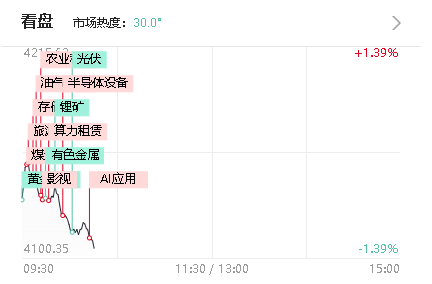 看盘 市场热度：30.0°
+1.39%
农业 光伏
油气 半导体设备
锂矿
算力租赁
有色金属
影视 AI应用
4100.35 -1.39%
09:30 11:30 / 13:00 15:00